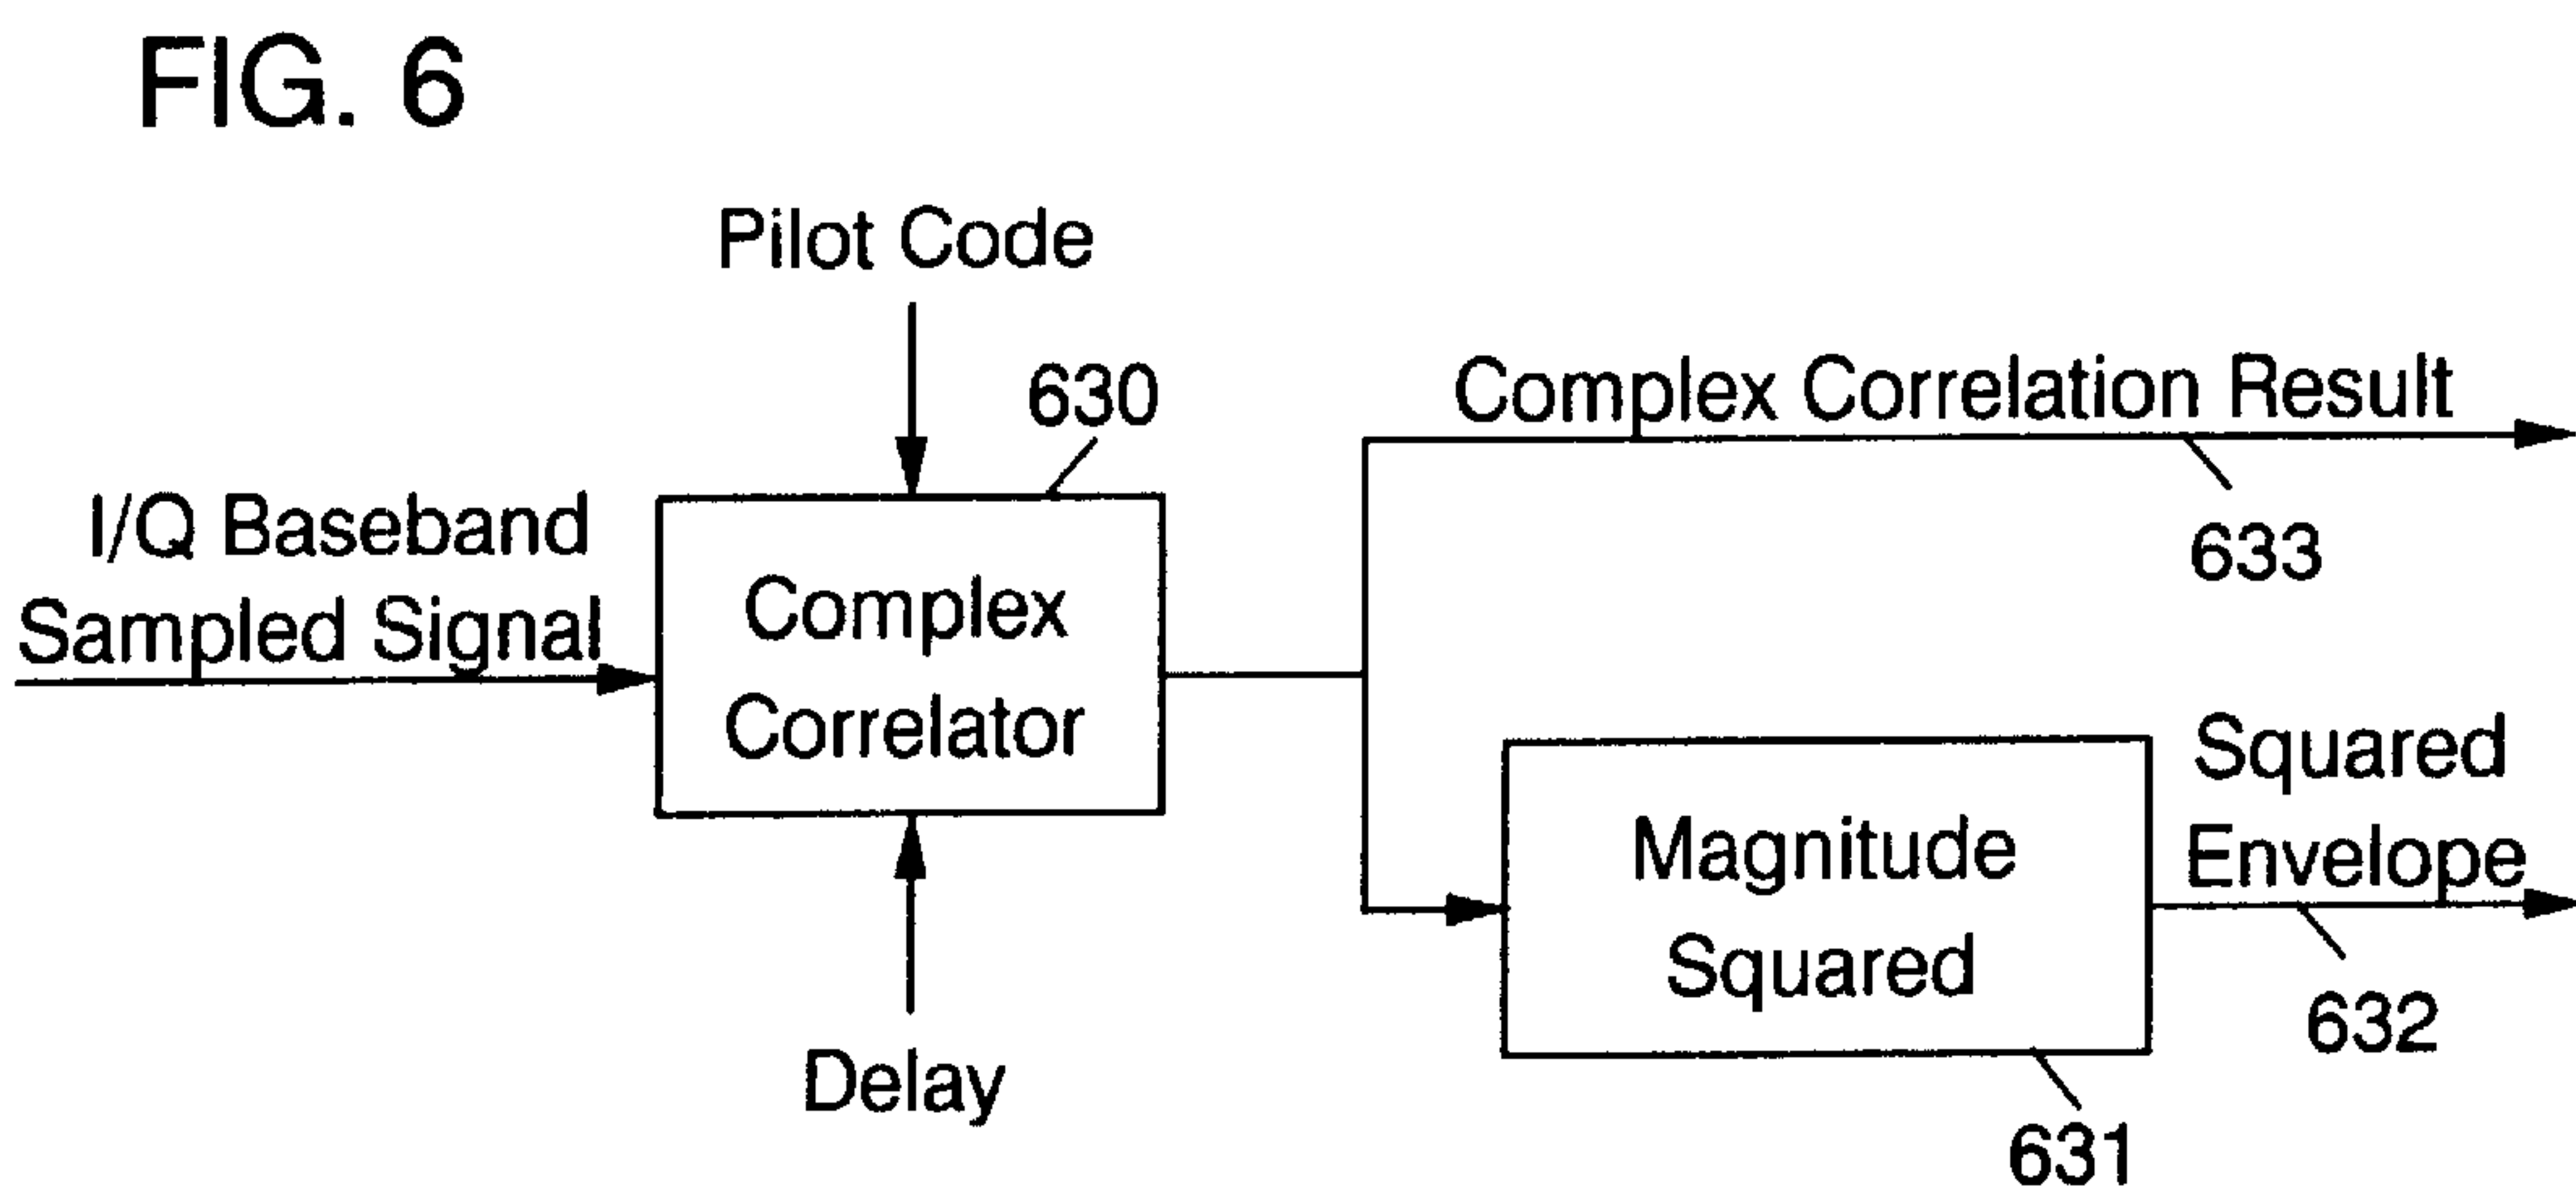 FIG. 6
Pilot Code
630
Complex Correlation Result
633
I/Q Baseband
Sampled Signal
Complex
Correlator
Delay
Magnitude
Squared
631
Squared
Envelope
632